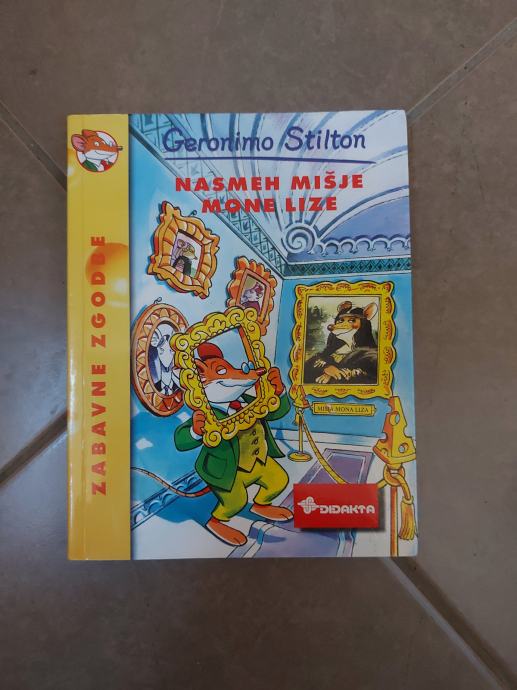 Geronimo Stilton
NASMEH MIŠJE
MONE LIZE
ZABAVNE ZGODBE
MIŠJA MONA LIZA
DIDAKTA